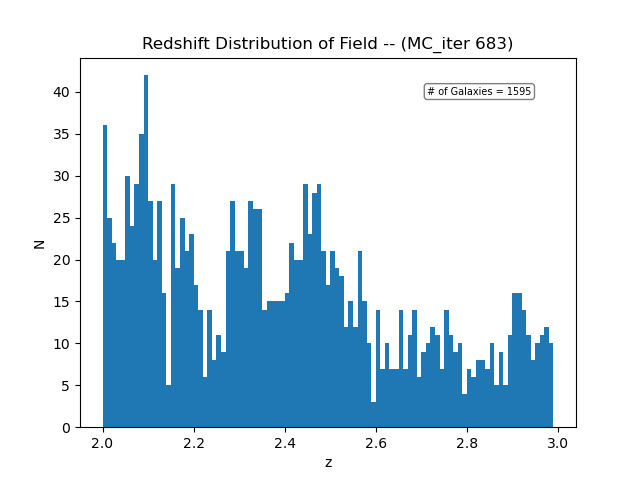 Redshift Distribution of Field -- (MC_iter 683)
# of Galaxies = 1595
40
35
30
25
20
15
10
5
0
N
2.0 2.2 2.4 2.6 2.8 3.0
z